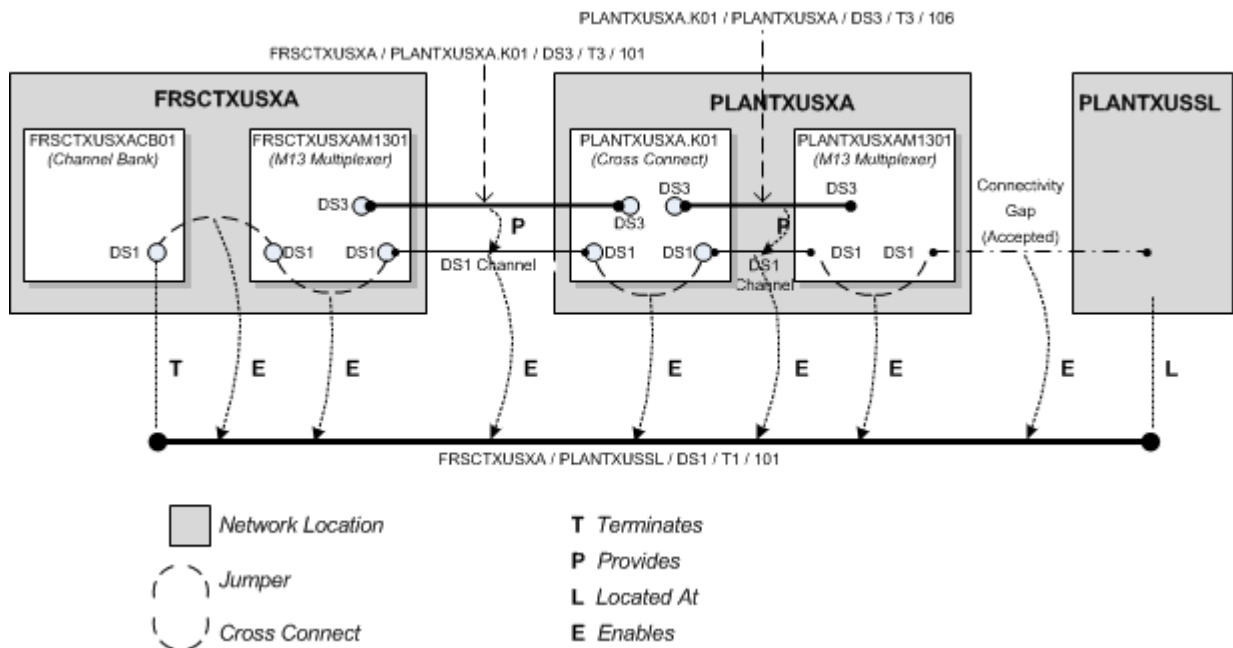 PLANTXUSXA.K01 / PLANTXUSXA / DS3 / T3 / 106
FRSCTXUSXA / PLANTXUSXA.K01 / DS3 / T3 / 101
FRSCTXUSXA
PLANTXUSXA
PLANTXUSSL
FRSCTXUSXACB01
(Channel Bank)
FRSCTXUSXAM1301
(M13 Multiplexer)
PLANTXUSXA.K01
(Cross Connect)
PLANTXUSXAM1301
(M13 Multiplexer)
DS3
DS3
DS3
DS3
Connectivity
Gap
(Accepted)
P
P
DS1
DS1
DS1
DS1
DS1
DS1
DS1
DS1 Channel
DS1
Channel
T
E
E
E
E
E
E
E
L
FRSCTXUSXA / PLANTXUSSL / DS1 / T1 / 101
Network Location
Jumper
Cross Connect
T Terminates
P Provides
L Located At
E Enables